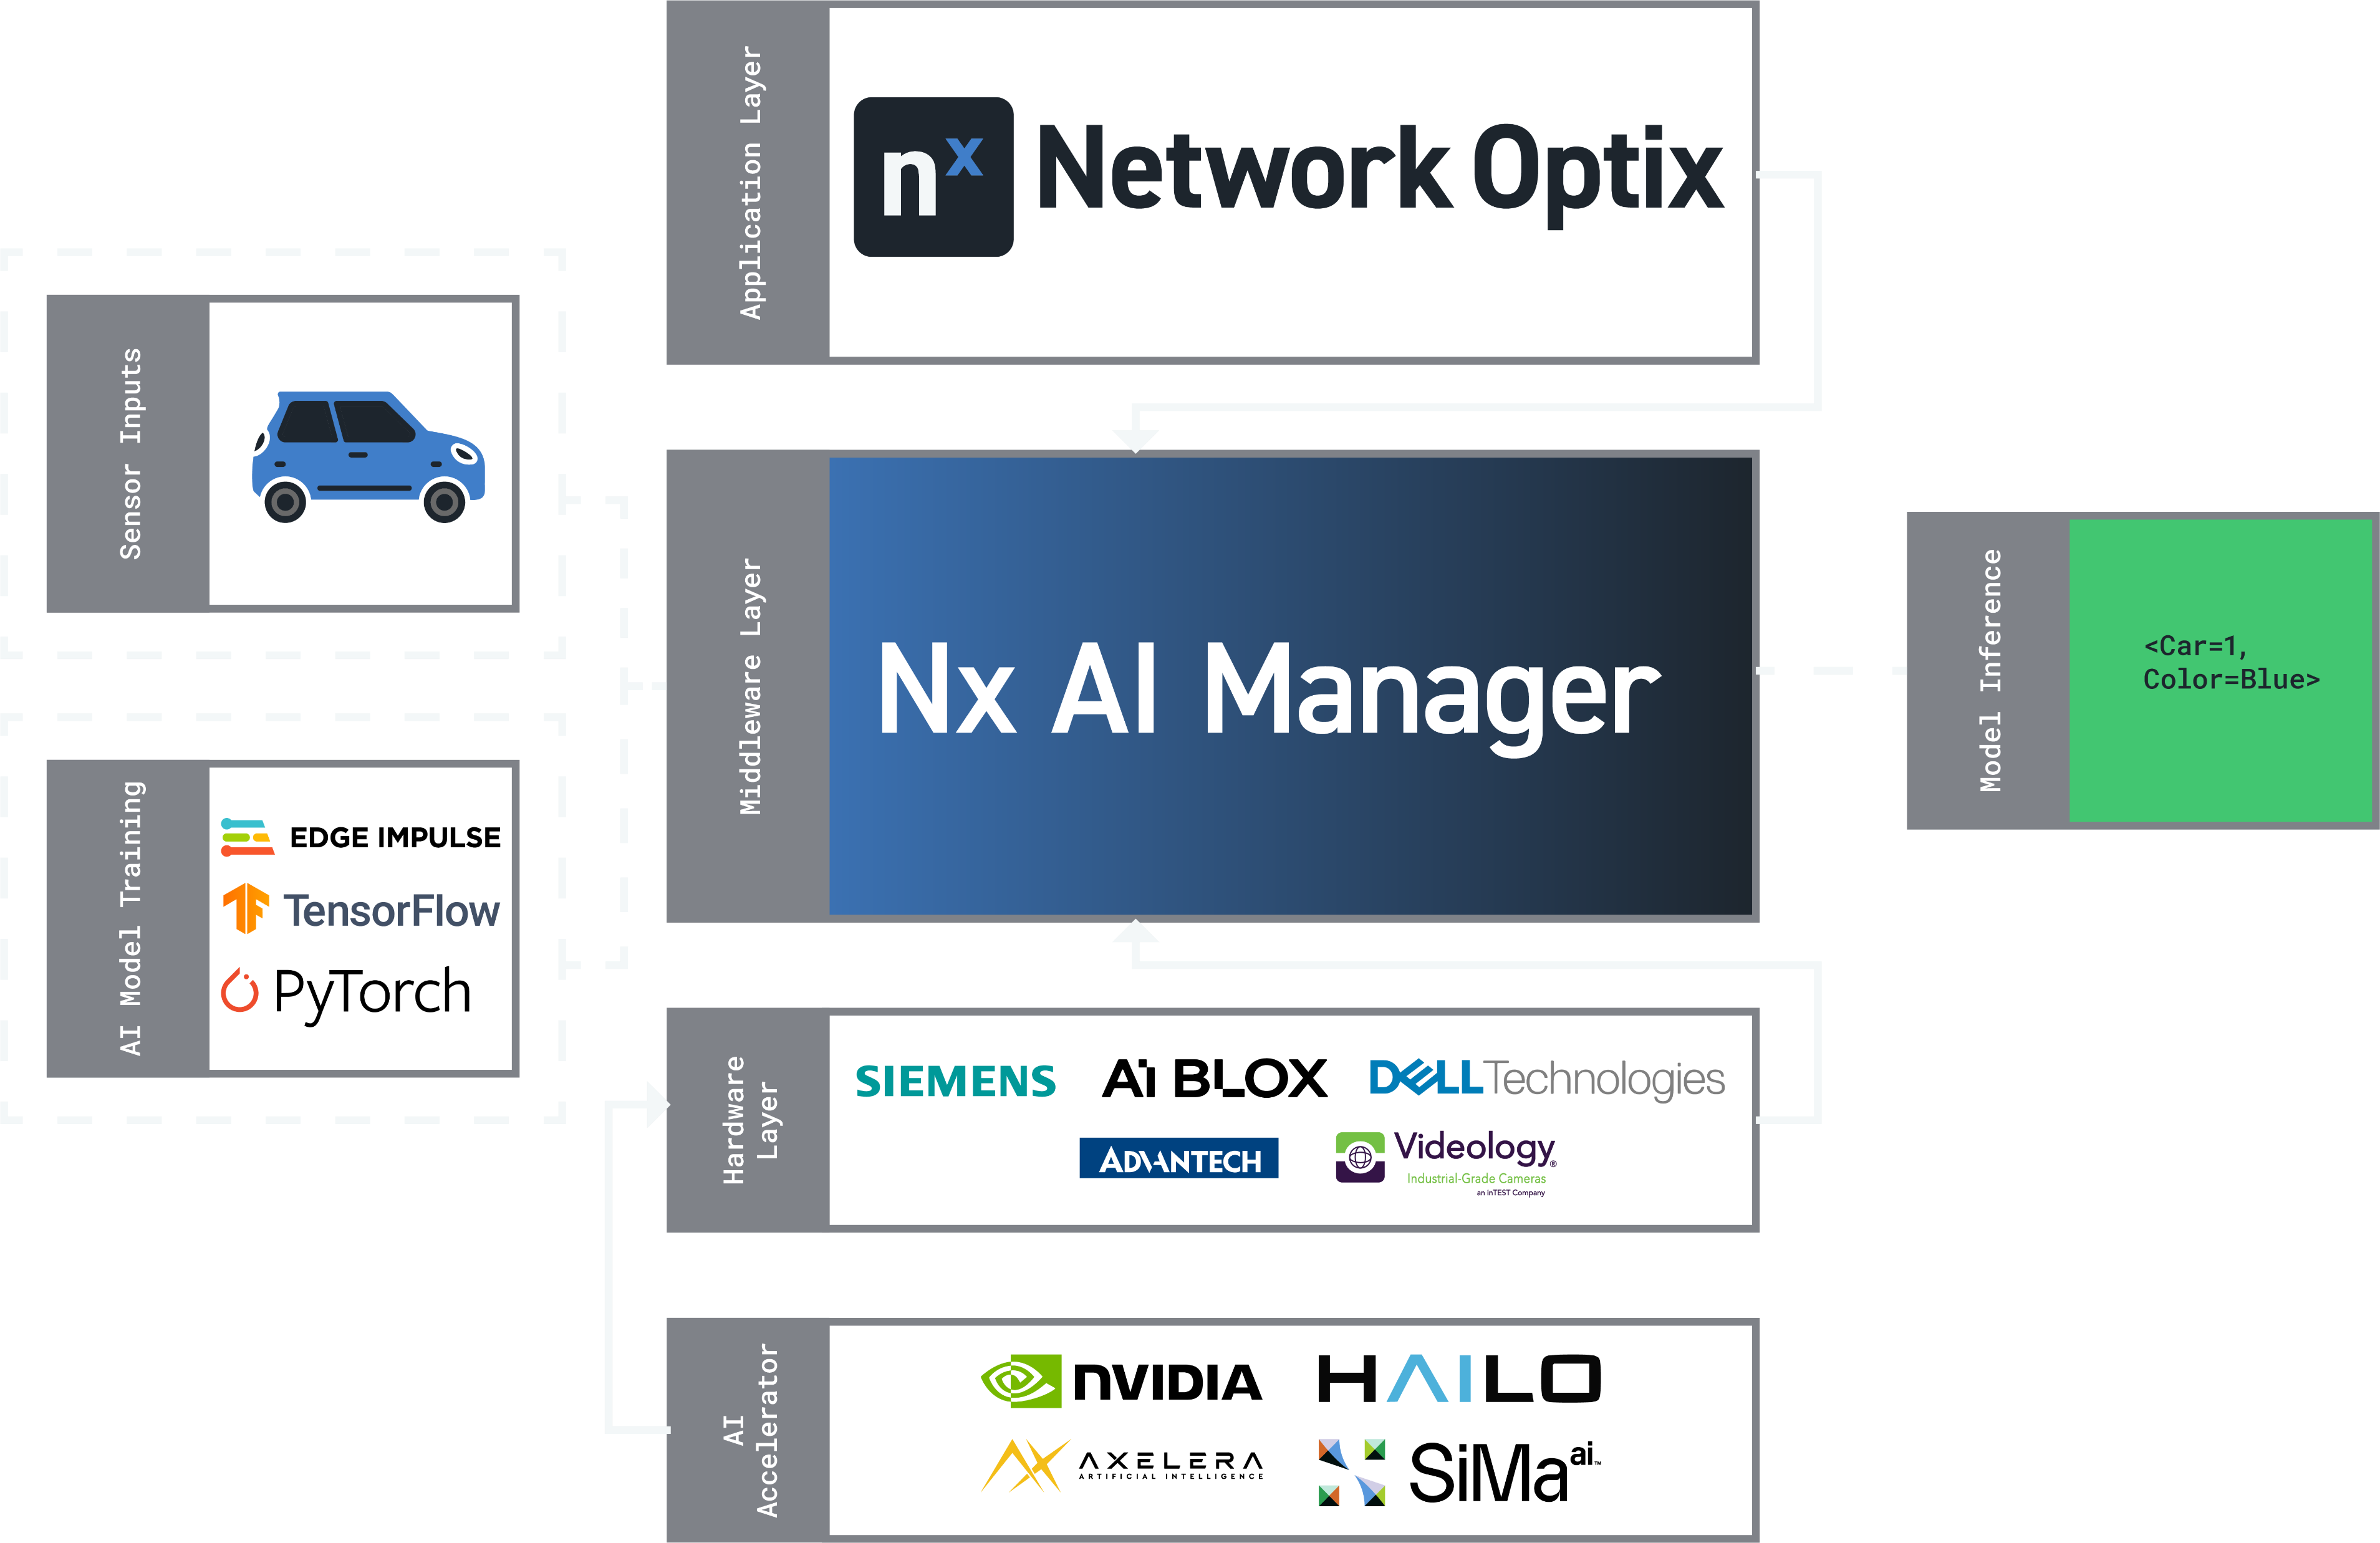 Application Layer
nx Network Optix
Sensor Inputs
AI Model Training
EDGE IMPULSE
TensorFlow
PyTorch
Middleware Layer
Nx AI Manager
Model Inference
<Car=1,
Color=Blue>
Hardware
Layer
SIEMENS
Ai BLOX
DELL Technologies
ADVANTECH
Videology®
Industrial-Grade Cameras
an inTEST Company
AI
Accelerator
NVIDIA
HAILO
AXELERA
ARTIFICIAL INTELLIGENCE
SiMa ai™